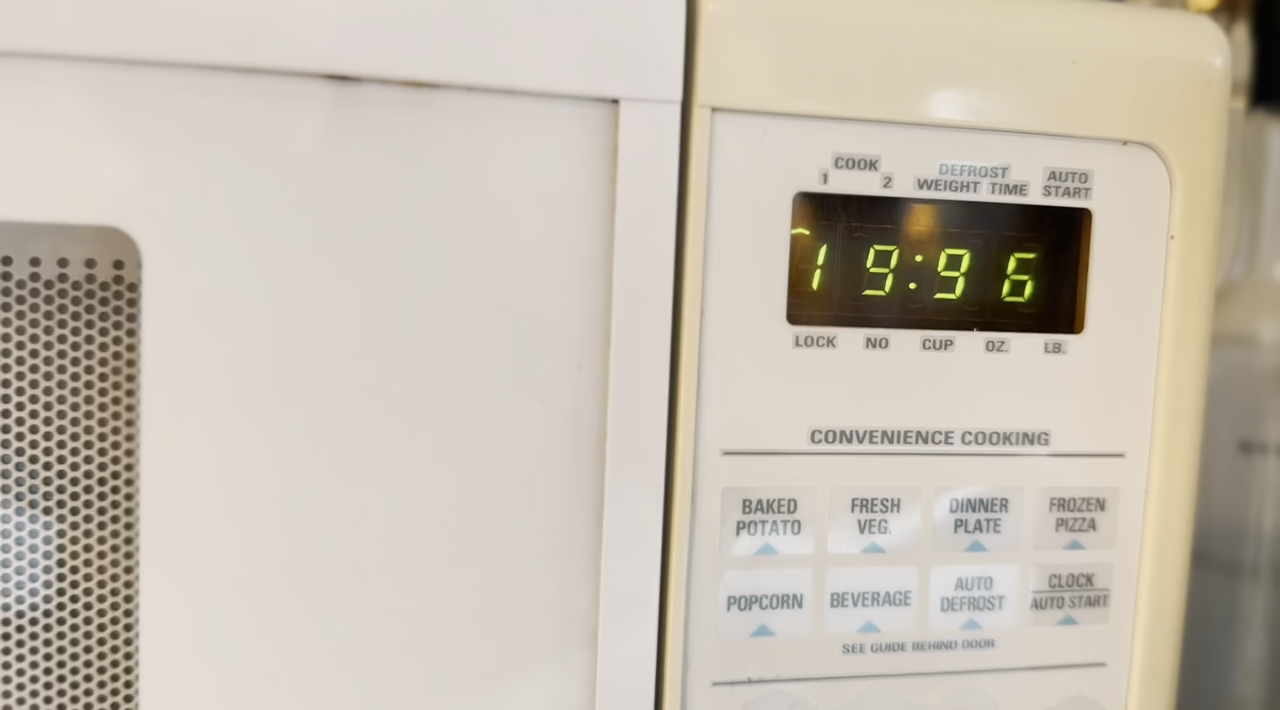 COOK
1 2
DEFROST
WEIGHT TIME
AUTO
START
19:96
LOCK NO CUP OZ. LB.
CONVENIENCE COOKING
BAKED
POTATO
FRESH
VEG.
DINNER
PLATE
FROZEN
PIZZA
POPCORN
BEVERAGE
AUTO
DEFROST
CLOCK
AUTO START
SEE GUIDE BEHIND DOOR